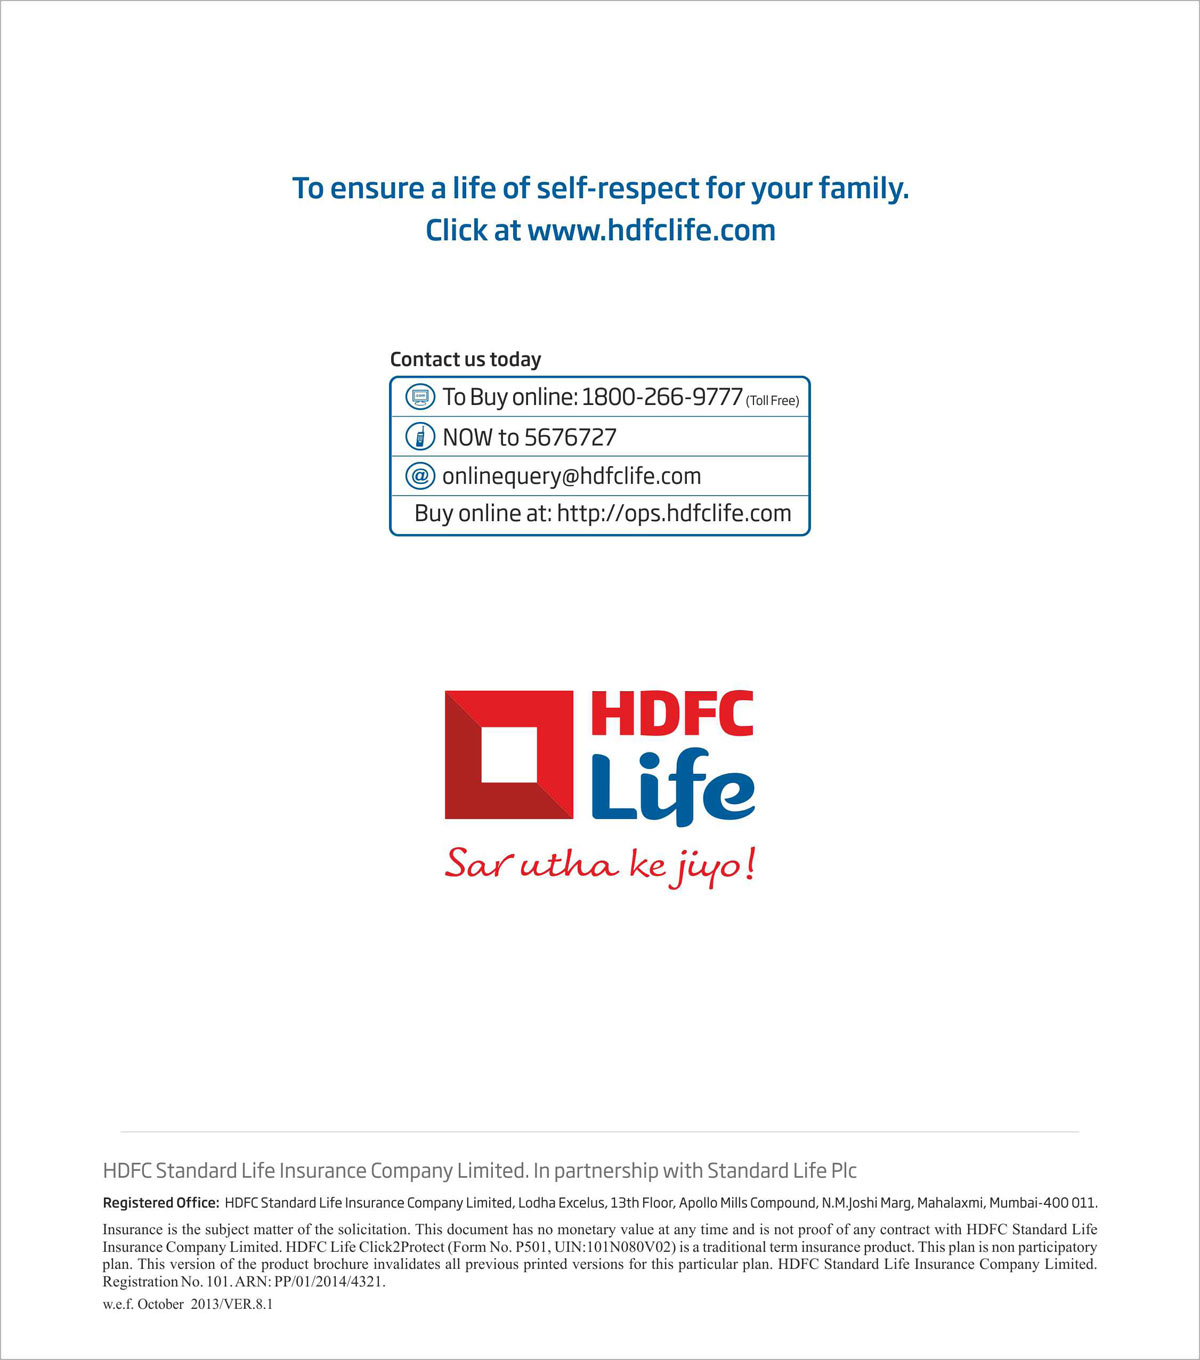 To ensure a life of self-respect for your family.
Click at www.hdfclife.com
Contact us today
To Buy online: 1800-266-9777 (Toll Free)
NOW to 5676727
@ onlinequery@hdfclife.com
Buy online at: http://ops.hdfclife.com
HDFC
Life
Sar utha ke jiyo!
HDFC Standard Life Insurance Company Limited. In partnership with Standard Life Plc
Registered Office: HDFC Standard Life Insurance Company Limited, Lodha Excelus, 13th Floor, Apollo Mills Compound, N.M.Joshi Marg, Mahalaxmi, Mumbai-400 011.
Insurance is the subject matter of the solicitation. This document has no monetary value at any time and is not proof of any contract with HDFC Standard Life
Insurance Company Limited. HDFC Life Click2Protect (Form No. P501, UIN:101N080V02) is a traditional term insurance product. This plan is non participatory
plan. This version of the product brochure invalidates all previous printed versions for this particular plan. HDFC Standard Life Insurance Company Limited.
Registration No. 101. ARN: PP/01/2014/4321.
w.e.f. October 2013/VER.8.1